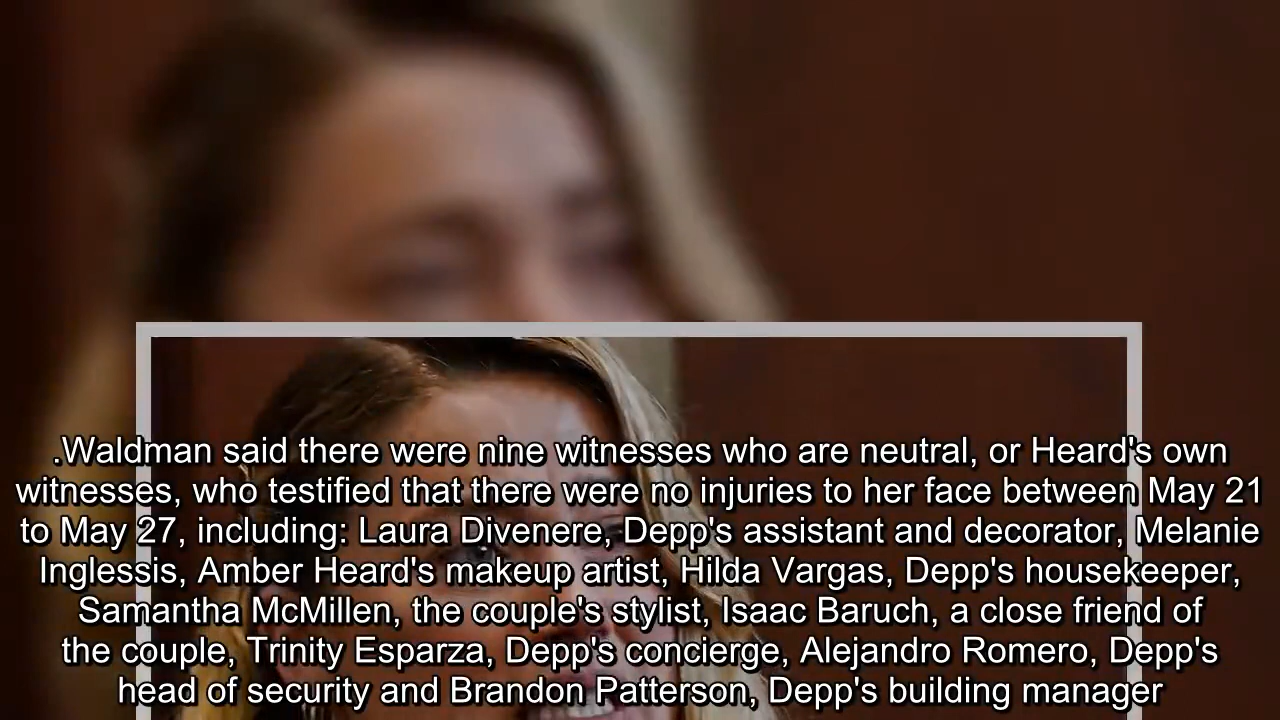 .Waldman said there were nine witnesses who are neutral, or Heard's own
witnesses, who testified that there were no injuries to her face between May 21
to May 27, including: Laura Divenere, Depp's assistant and decorator, Melanie
Inglessis, Amber Heard's makeup artist, Hilda Vargas, Depp's housekeeper,
Samantha McMillen, the couple's stylist, Isaac Baruch, a close friend of
the couple, Trinity Esparza, Depp's concierge, Alejandro Romero, Depp's
head of security and Brandon Patterson, Depp's building manager